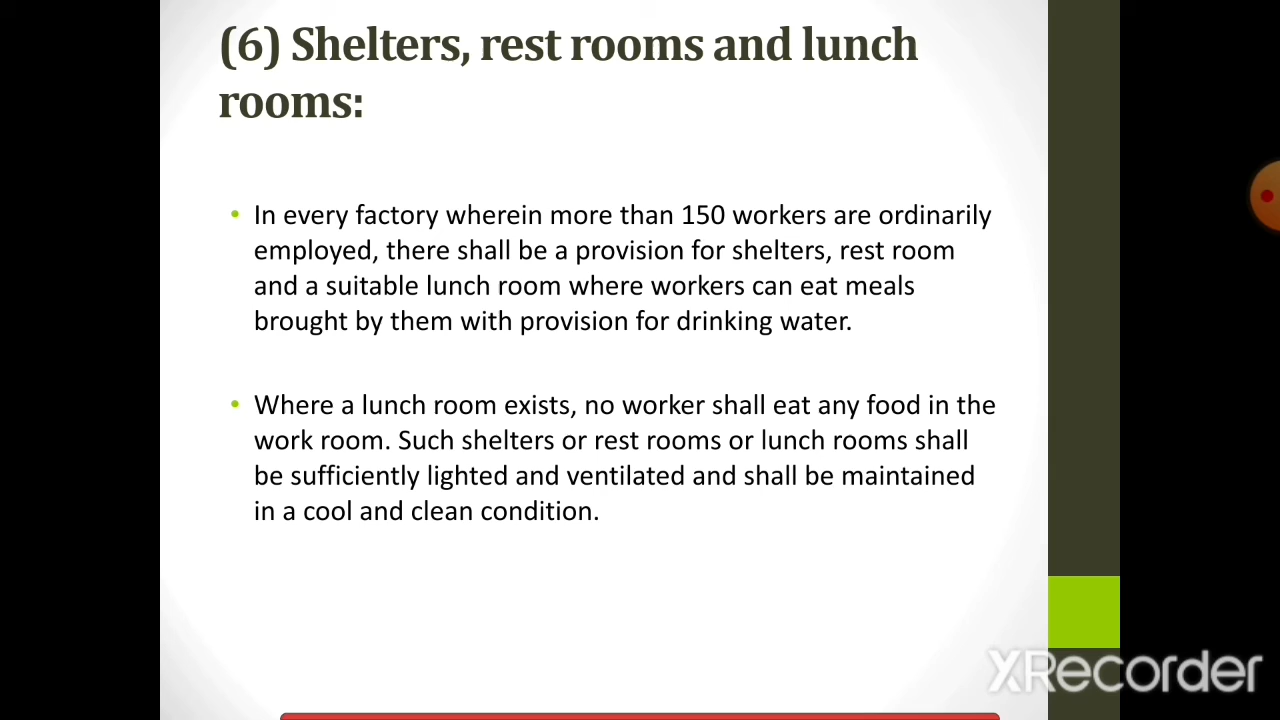 (6) Shelters, rest rooms and lunch
rooms:
• In every factory wherein more than 150 workers are ordinarily
employed, there shall be a provision for shelters, rest room
and a suitable lunch room where workers can eat meals
brought by them with provision for drinking water.
• Where a lunch room exists, no worker shall eat any food in the
work room. Such shelters or rest rooms or lunch rooms shall
be sufficiently lighted and ventilated and shall be maintained
in a cool and clean condition.
XRecorder